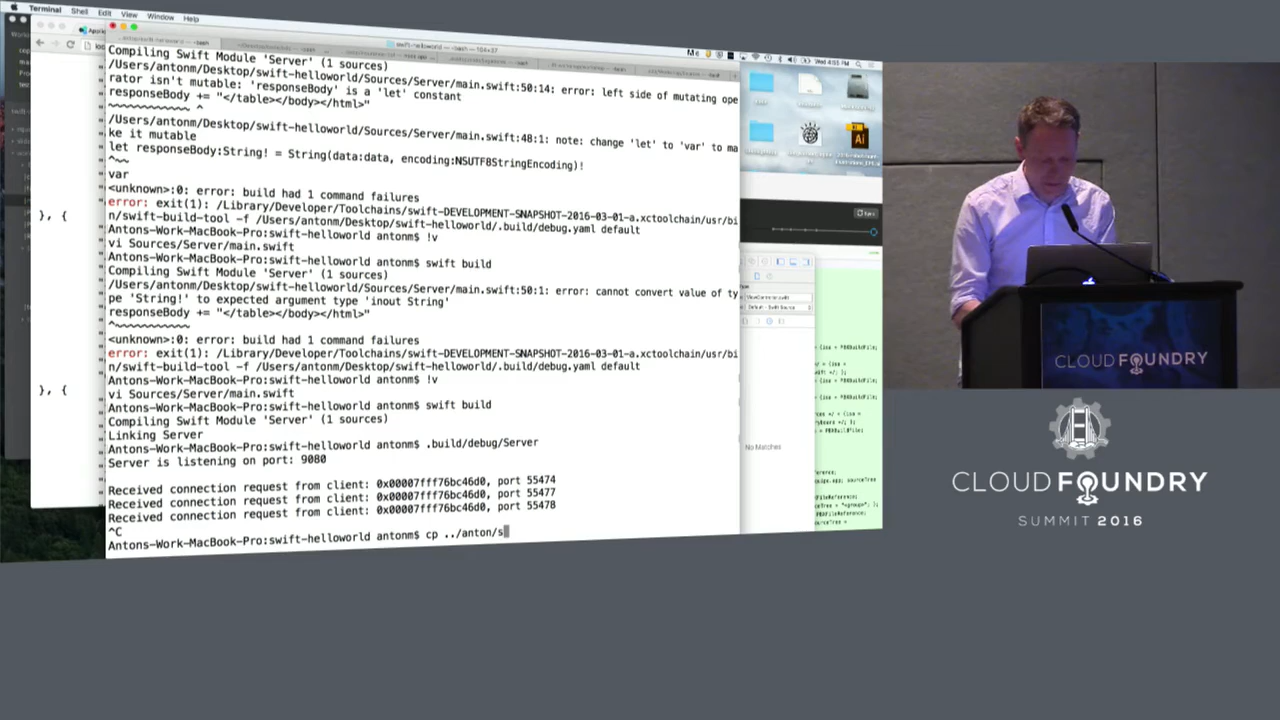 Terminal Shell Edit View Window Help
Compiling Swift Module 'Server' (1 sources)
/Users/antonm/Desktop/swift-helloworld/Sources/Server/main.swift:50:14: error: left side of mutating ope
rator isn't mutable: 'responseBody' is a 'let' constant
responseBody += "</table></body></html>"
~~~~~~~~~~~~ ^
/Users/antonm/Desktop/swift-helloworld/Sources/Server/main.swift:48:1: note: change 'let' to 'var' to ma
ke it mutable
let responseBody:String! = String(data:data, encoding:NSUTF8StringEncoding)!
^~~
var
<unknown>:0: error: build had 1 command failures
error: exit(1): /Library/Developer/Toolchains/swift-DEVELOPMENT-SNAPSHOT-2016-03-01-a.xctoolchain/usr/bi
n/swift-build-tool -f /Users/antonm/Desktop/swift-helloworld/.build/debug.yaml default
Antons-Work-MacBook-Pro:swift-helloworld antonm$ !v
vi Sources/Server/main.swift
Antons-Work-MacBook-Pro:swift-helloworld antonm$ swift build
Compiling Swift Module 'Server' (1 sources)
/Users/antonm/Desktop/swift-helloworld/Sources/Server/main.swift:50:1: error: cannot convert value of ty
pe 'String!' to expected argument type 'inout String'
responseBody += "</table></body></html>"
^~~~~~~~~~~~
<unknown>:0: error: build had 1 command failures
error: exit(1): /Library/Developer/Toolchains/swift-DEVELOPMENT-SNAPSHOT-2016-03-01-a.xctoolchain/usr/bi
n/swift-build-tool -f /Users/antonm/Desktop/swift-helloworld/.build/debug.yaml default
Antons-Work-MacBook-Pro:swift-helloworld antonm$ !v
vi Sources/Server/main.swift
Antons-Work-MacBook-Pro:swift-helloworld antonm$ swift build
Compiling Swift Module 'Server' (1 sources)
Linking Server
Antons-Work-MacBook-Pro:swift-helloworld antonm$ .build/debug/Server
Server is listening on port: 9080
Received connection request from client: 0x00007fff76bc46d0, port 55474
Received connection request from client: 0x00007fff76bc46d0, port 55477
Received connection request from client: 0x00007fff76bc46d0, port 55478
^C
Antons-Work-MacBook-Pro:swift-helloworld antonm$ cp ../anton/s
}, {
}, {
No Matches
CLOUD FOUNDRY
CLOUD FOUNDRY
SUMMIT 2016